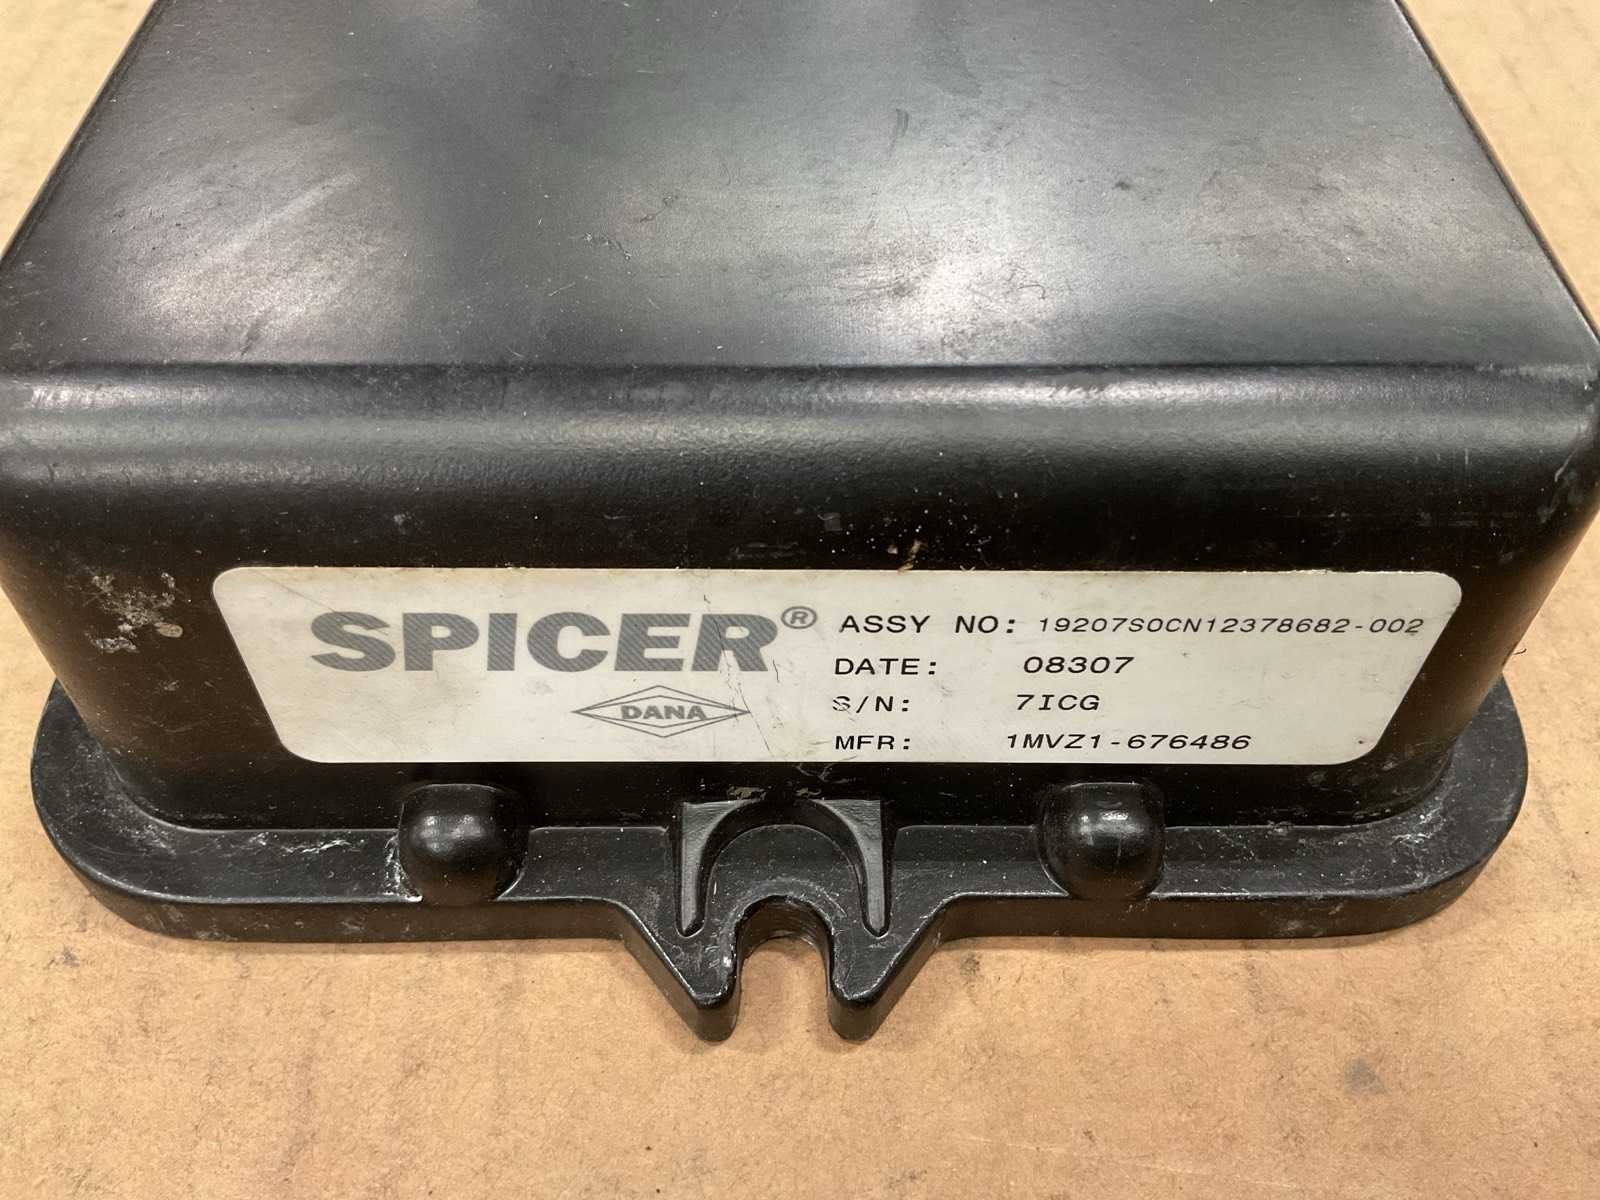 SPICER®
DANA
ASSY NO: 19207S0CN12378682-002
DATE: 08307
S/N: 7ICG
MFR: 1MVZ1-676486